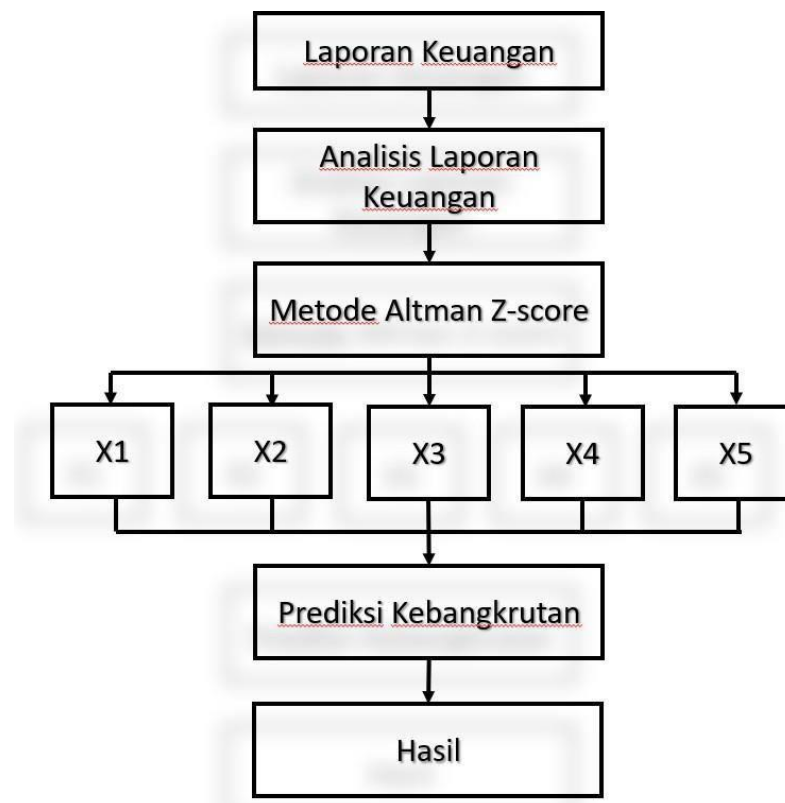 Laporan Keuangan
Analisis Laporan
Keuangan
Metode Altman Z-score
X1
X2
X3
X4
X5
Prediksi Kebangkrutan
Hasil